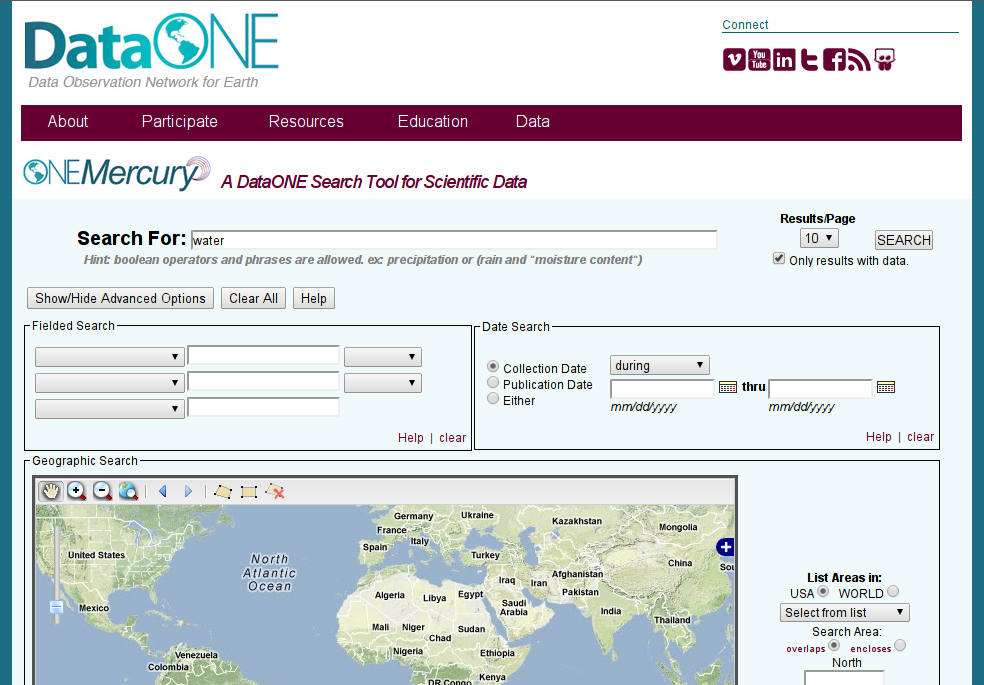 DataONE
Data Observation Network for Earth
Connect
You Tube in
About Participate Resources Education Data
ONEMercury A DataONE Search Tool for Scientific Data
Results/Page
Search For: water 10 SEARCH
Hint: boolean operators and phrases are allowed. ex: precipitation or (rain and "moisture content")
Only results with data.
Show/Hide Advanced Options Clear All Help
Fielded Search
Help | clear
Date Search
Collection Date during
Publication Date thru
Either mm/dd/yyyy mm/dd/yyyy
Help | clear
Geographic Search
Germany Ukraine Kazakhstan Mongolia
France Italy
Spain Turkey China
United States
North
Atlantic
Ocean
Iraq Iran Afghanistan
Pakistan
Sou
Algeria Libya Egypt Saudi
Arabia India
Mexico
Mali Niger Chad Sudan Thailand
Nigeria Ethiopia
Venezuela
Colombia
DR Congo Kenya
List Areas in:
USA WORLD
Select from list
Search Area:
overlaps encloses
North